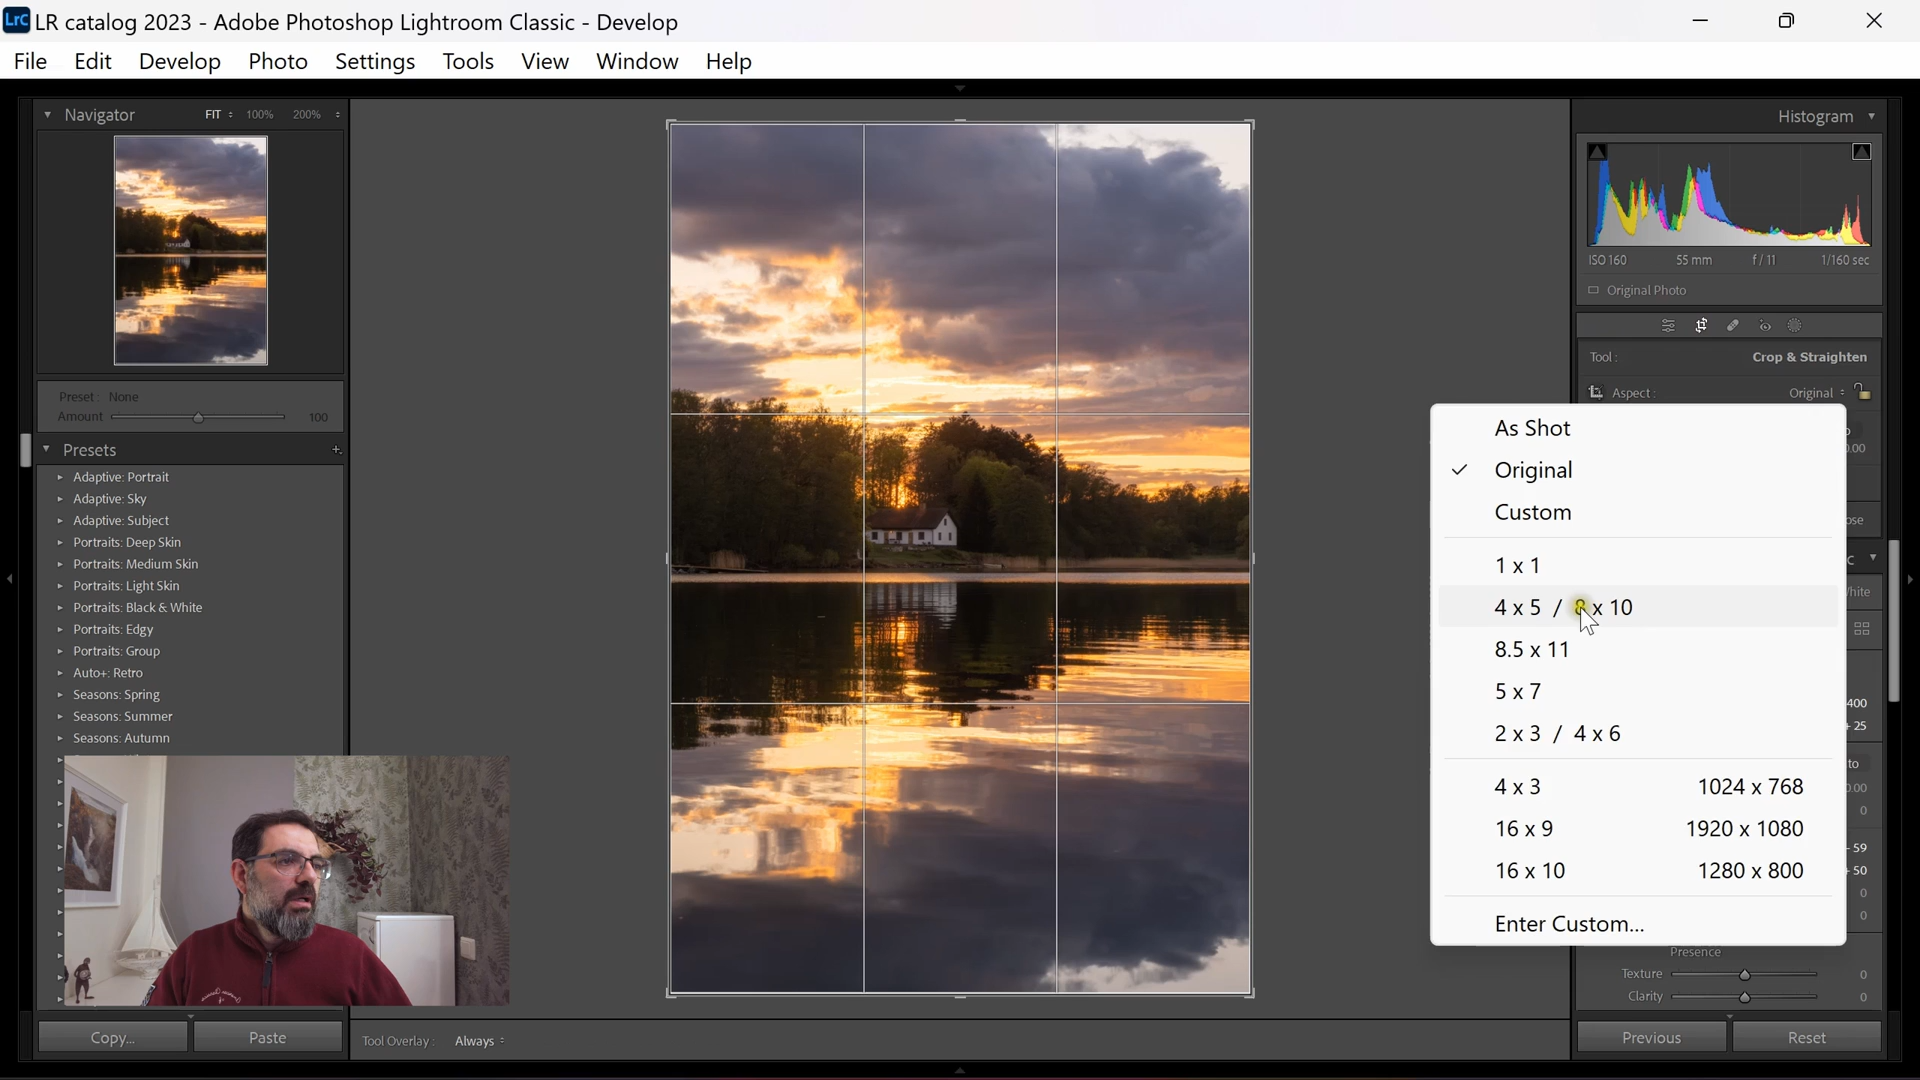 LrC LR catalog 2023 - Adobe Photoshop Lightroom Classic - Develop
File Edit Develop Photo Settings Tools View Window Help
Navigator FIT 100% 200%
Preset: None
Amount 100
Presets
Adaptive: Portrait
Adaptive: Sky
Adaptive: Subject
Portraits: Deep Skin
Portraits: Medium Skin
Portraits: Light Skin
Portraits: Black & White
Portraits: Edgy
Portraits: Group
Auto+: Retro
Seasons: Spring
Seasons: Summer
Seasons: Autumn
Copy... Paste
Tool Overlay: Always
Histogram
ISO 160 55 mm f / 11 1/160 sec
Original Photo
Tool: Crop & Straighten
Aspect: Original
As Shot
Original
Custom
1 x 1
4 x 5 / 8 x 10
8.5 x 11
5 x 7
2 x 3 / 4 x 6
4 x 3 1024 x 768
16 x 9 1920 x 1080
16 x 10 1280 x 800
Enter Custom...
Presence
Texture 0
Clarity 0
Previous Reset